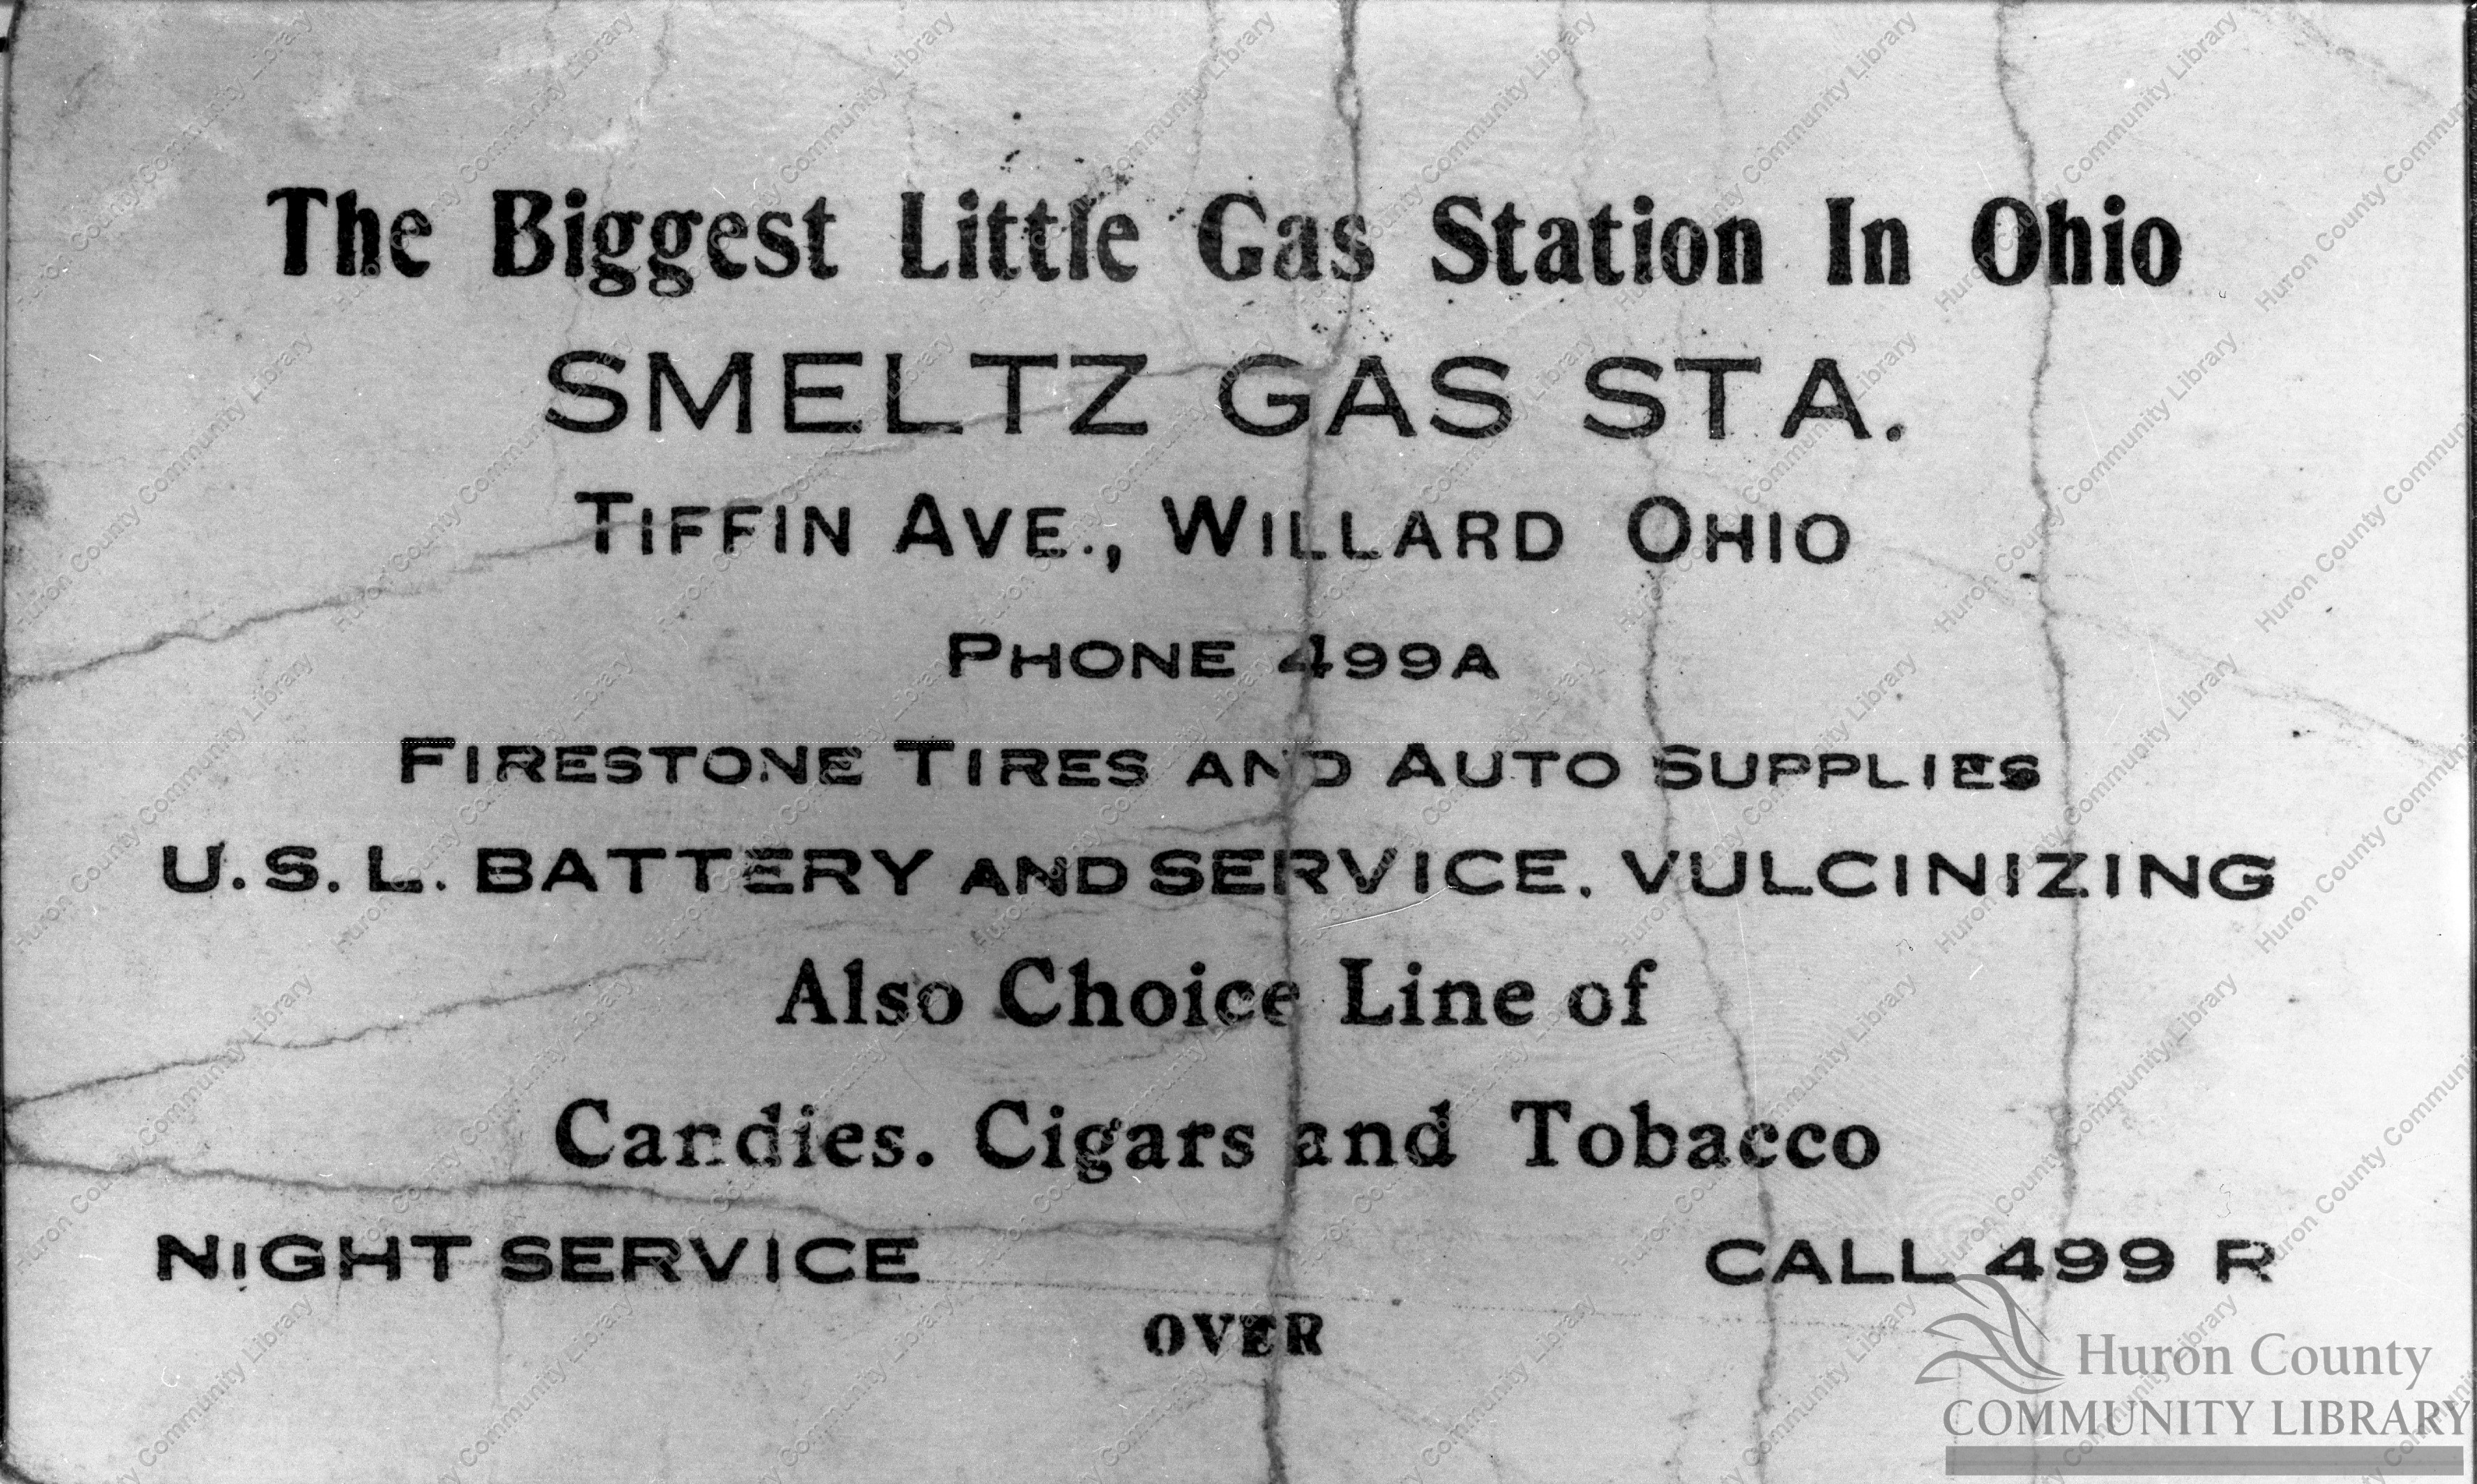 The Biggest Little Gas Station In Ohio
SMELTZ GAS STA.
TIFFIN AVE., WILLARD OHIO
PHONE 499A
FIRESTONE TIRES AND AUTO SUPPLIES
U.S.L. BATTERY AND SERVICE. VULCINIZING
Also Choice Line of
Candies. Cigars and Tobacco
NIGHT SERVICE CALL 499 R
OVER
Huron County
COMMUNITY LIBRARY